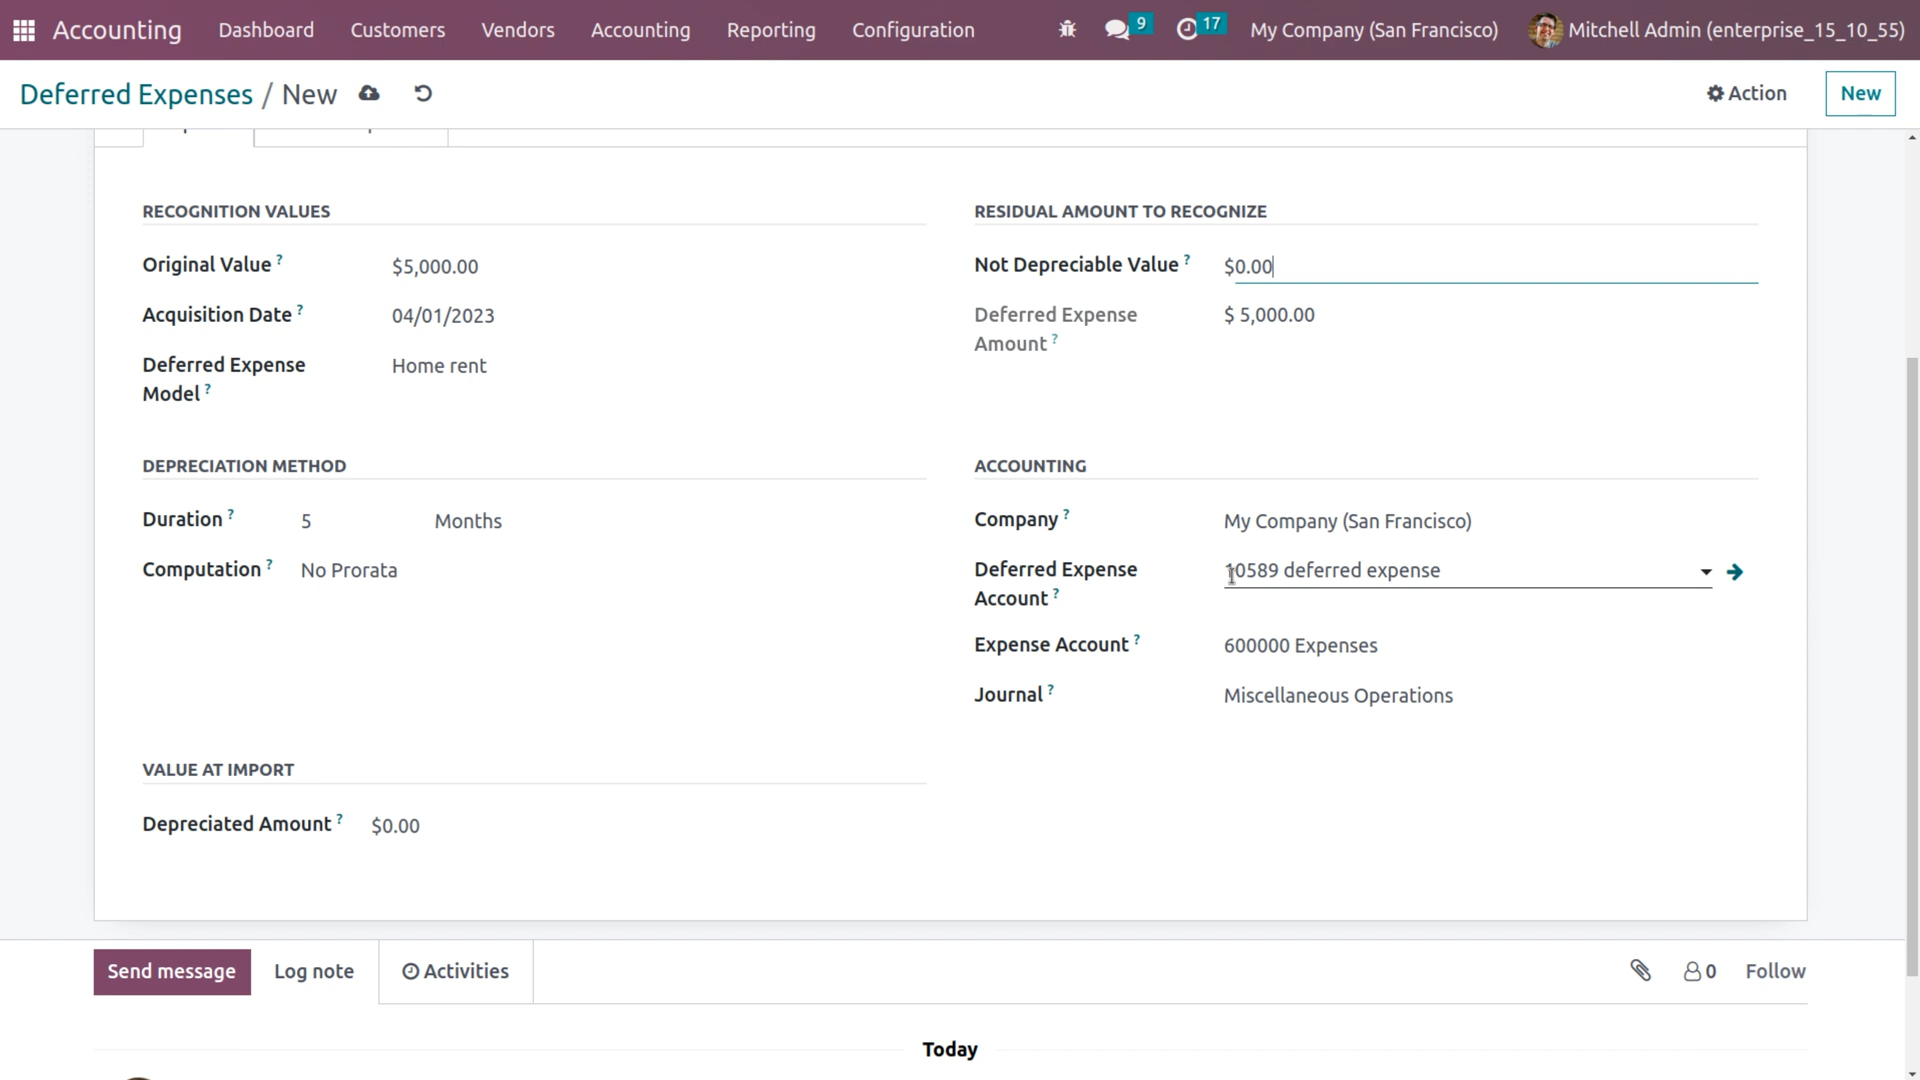 Accounting Dashboard Customers Vendors Accounting Reporting Configuration 9 17 My Company (San Francisco) Mitchell Admin (enterprise_15_10_55)
Deferred Expenses / New Action New
RECOGNITION VALUES
RESIDUAL AMOUNT TO RECOGNIZE
Original Value ? $5,000.00
Not Depreciable Value ? $0.00
Acquisition Date ? 04/01/2023
Deferred Expense Amount ? $ 5,000.00
Deferred Expense Model ? Home rent
DEPRECIATION METHOD
ACCOUNTING
Duration ? 5 Months
Company ? My Company (San Francisco)
Computation ? No Prorata
Deferred Expense Account ? 10589 deferred expense
Expense Account ? 600000 Expenses
Journal ? Miscellaneous Operations
VALUE AT IMPORT
Depreciated Amount ? $0.00
Send message Log note Activities 0 Follow
Today